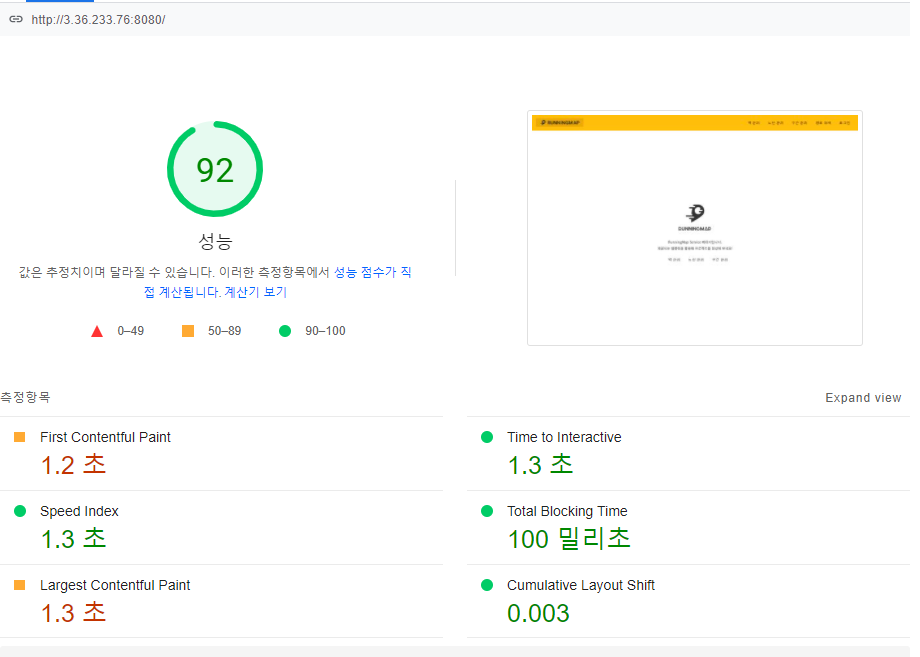 http://3.36.233.76:8080/
92
성능
값은 추정치이며 달라질 수 있습니다. 이러한 측정항목에서 성능 점수가 직
접 계산됩니다. 계산기 보기
0–49
50–89
90–100
RUNNINGMAP
RUNNINGMAP
측정항목
Expand view
First Contentful Paint
1.2 초
Time to Interactive
1.3 초
Speed Index
1.3 초
Total Blocking Time
100 밀리초
Largest Contentful Paint
1.3 초
Cumulative Layout Shift
0.003